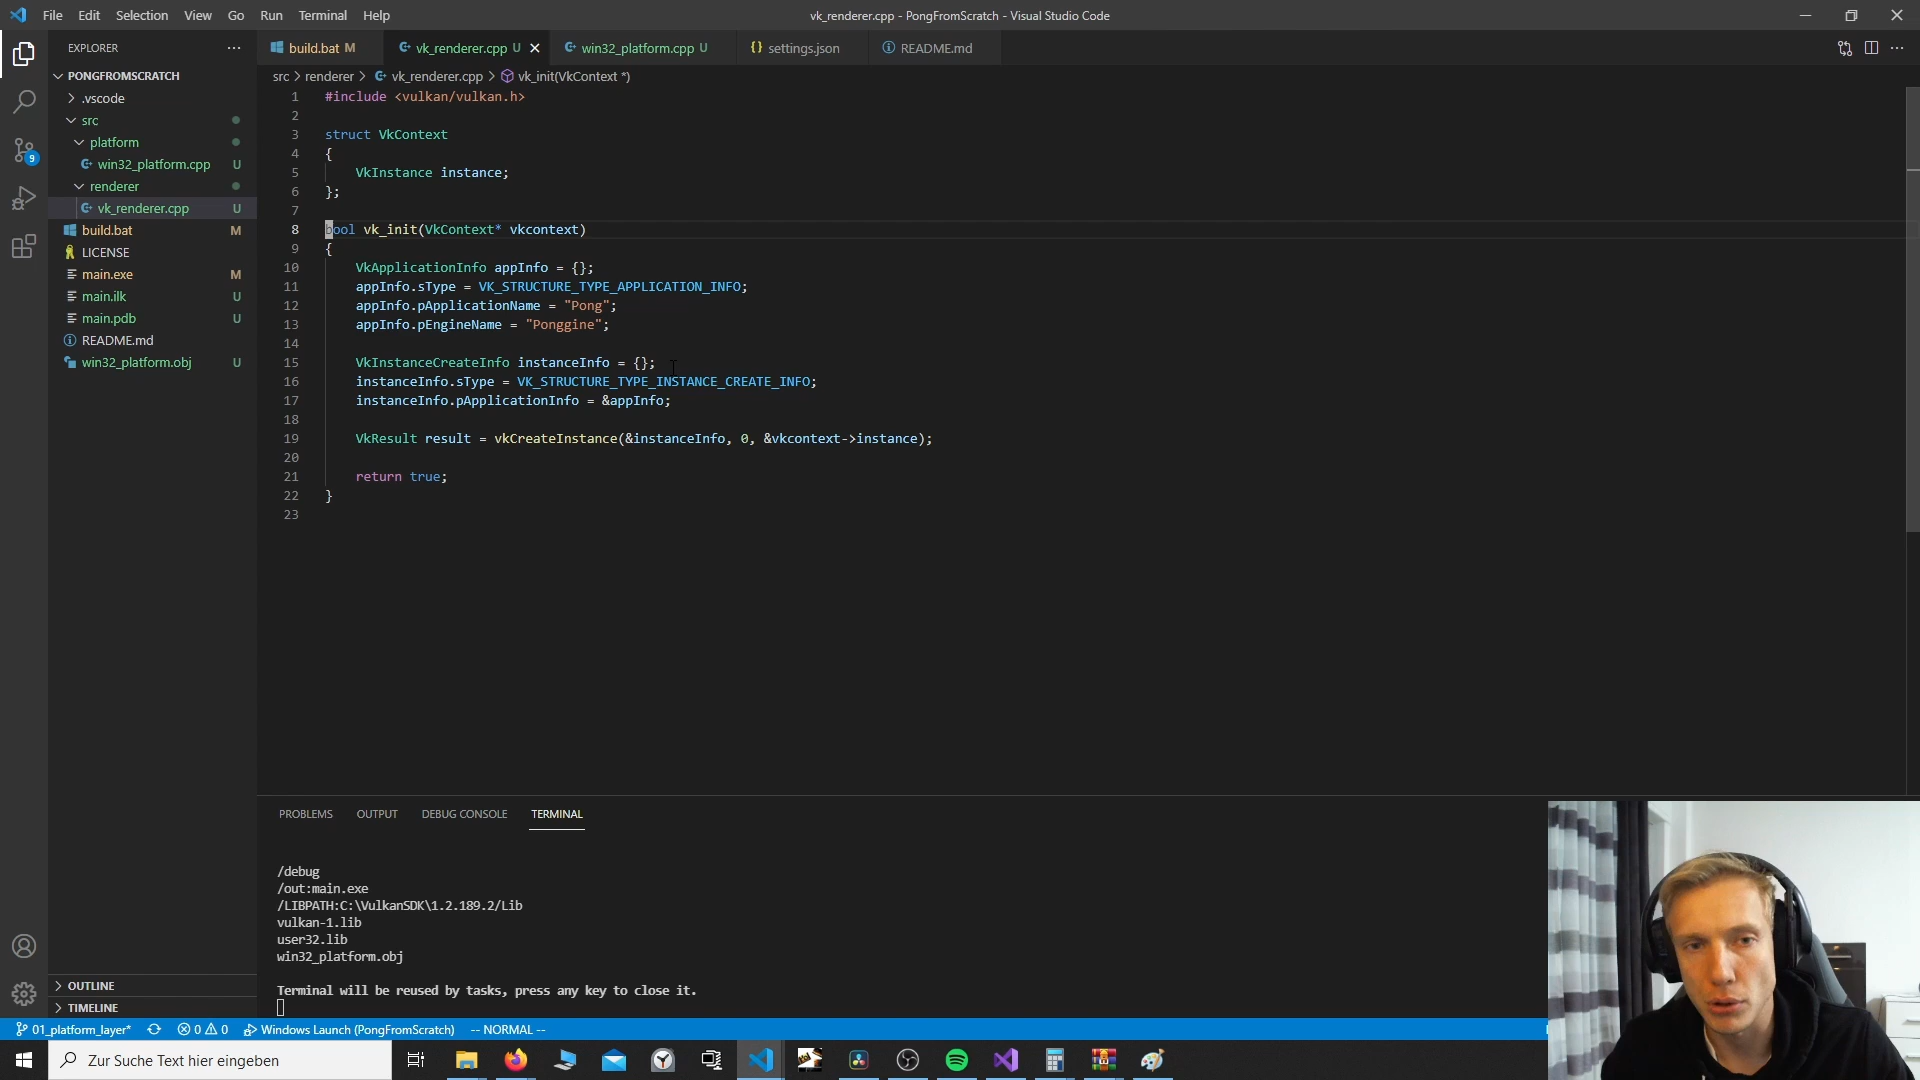 File Edit Selection View Go Run Terminal Help
vk_renderer.cpp - PongFromScratch - Visual Studio Code
EXPLORER
build.bat M
vk_renderer.cpp U
win32_platform.cpp U
settings.json
README.md
PONGFROMSCRATCH
.vscode
src
platform
win32_platform.cpp U
renderer
vk_renderer.cpp U
build.bat M
LICENSE
main.exe M
main.ilk U
main.pdb U
README.md
win32_platform.obj U
9
OUTLINE
TIMELINE
src > renderer > vk_renderer.cpp > vk_init(VkContext *)
1 #include <vulkan/vulkan.h>
2
3 struct VkContext
4 {
5 VkInstance instance;
6 };
7
8 bool vk_init(VkContext* vkcontext)
9 {
10 VkApplicationInfo appInfo = {};
11 appInfo.sType = VK_STRUCTURE_TYPE_APPLICATION_INFO;
12 appInfo.pApplicationName = "Pong";
13 appInfo.pEngineName = "Ponggine";
14
15 VkInstanceCreateInfo instanceInfo = {};
16 instanceInfo.sType = VK_STRUCTURE_TYPE_INSTANCE_CREATE_INFO;
17 instanceInfo.pApplicationInfo = &appInfo;
18
19 VkResult result = vkCreateInstance(&instanceInfo, 0, &vkcontext->instance);
20
21 return true;
22 }
23
PROBLEMS OUTPUT DEBUG CONSOLE TERMINAL
/debug
/out:main.exe
/LIBPATH:C:\VulkanSDK\1.2.189.2/Lib
vulkan-1.lib
user32.lib
win32_platform.obj
Terminal will be reused by tasks, press any key to close it.
01_platform_layer* 0 0 Windows Launch (PongFromScratch) -- NORMAL --
Zur Suche Text hier eingeben